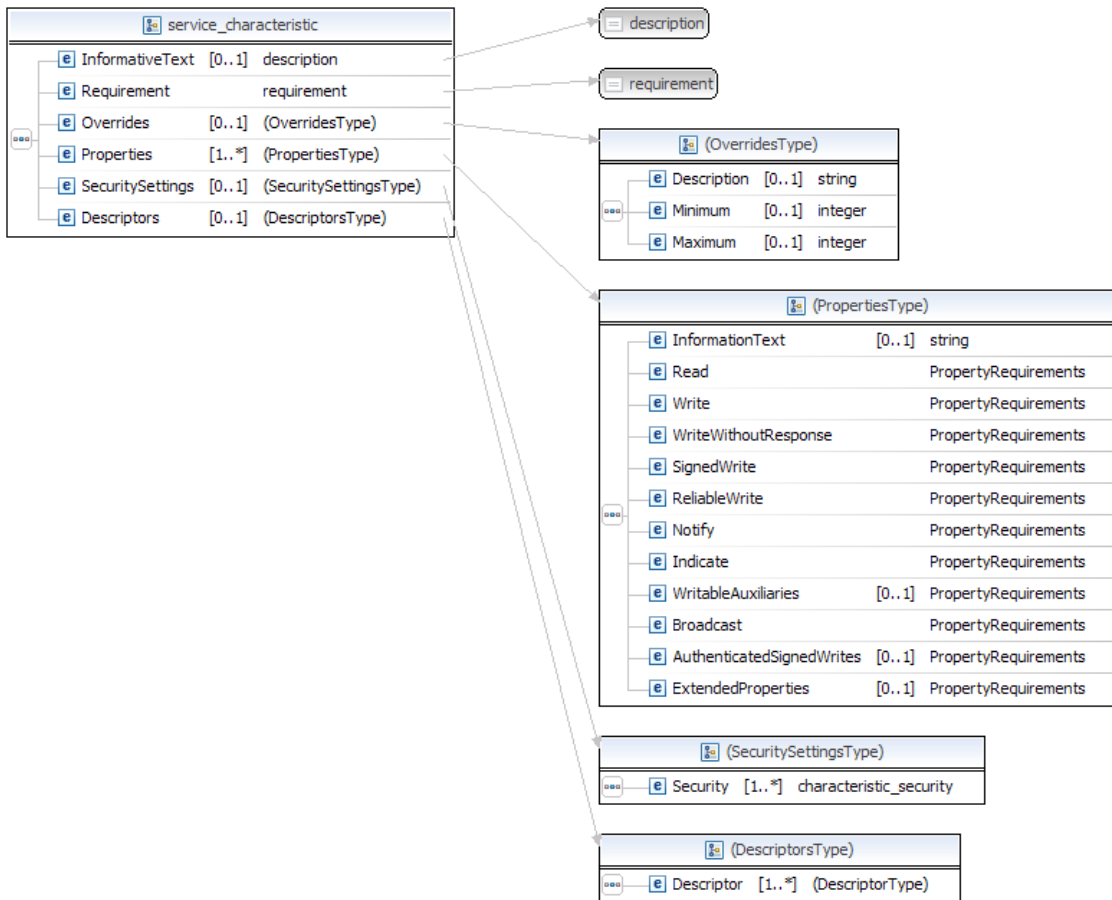 service_characteristic
e InformativeText [0..1] description
e Requirement requirement
e Overrides [0..1] (OverridesType)
e Properties [1..*] (PropertiesType)
e SecuritySettings [0..1] (SecuritySettingsType)
e Descriptors [0..1] (DescriptorsType)
description
requirement
(OverridesType)
e Description [0..1] string
e Minimum [0..1] integer
e Maximum [0..1] integer
(PropertiesType)
e InformationText [0..1] string
e Read PropertyRequirements
e Write PropertyRequirements
e WriteWithoutResponse PropertyRequirements
e SignedWrite PropertyRequirements
e ReliableWrite PropertyRequirements
e Notify PropertyRequirements
e Indicate PropertyRequirements
e WritableAuxiliaries [0..1] PropertyRequirements
e Broadcast PropertyRequirements
e AuthenticatedSignedWrites [0..1] PropertyRequirements
e ExtendedProperties [0..1] PropertyRequirements
(SecuritySettingsType)
e Security [1..*] characteristic_security
(DescriptorsType)
e Descriptor [1..*] (DescriptorType)